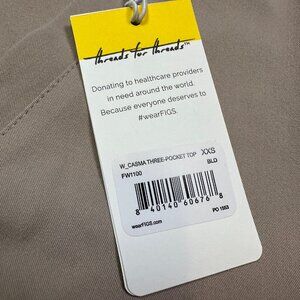 threads for threads™
Donating to healthcare providers
in need around the world.
Because everyone deserves to
#wearFIGS.
W_CASMA THREE-POCKET TOP XXS
FW1100 BLD
8 40140 60676 8
wearFIGS.com PO 1553